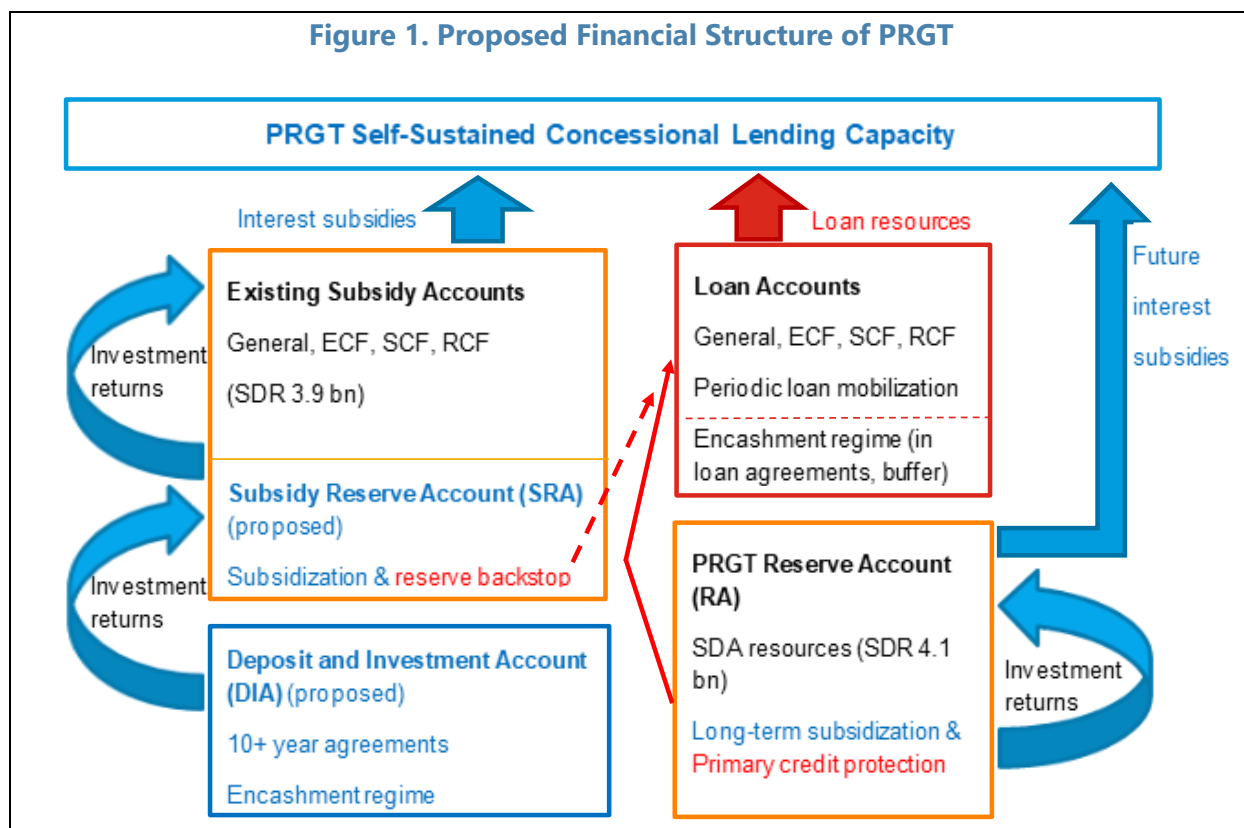 Figure 1. Proposed Financial Structure of PRGT
PRGT Self-Sustained Concessional Lending Capacity
Interest subsidies
Loan resources
Future
interest
subsidies
Existing Subsidy Accounts
General, ECF, SCF, RCF
(SDR 3.9 bn)
Investment
returns
Subsidy Reserve Account (SRA)
(proposed)
Subsidization & reserve backstop
Investment
returns
Deposit and Investment Account
(DIA) (proposed)
10+ year agreements
Encashment regime
Loan Accounts
General, ECF, SCF, RCF
Periodic loan mobilization
Encashment regime (in
loan agreements, buffer)
PRGT Reserve Account
(RA)
SDA resources (SDR 4.1
bn)
Long-term subsidization &
Primary credit protection
Investment
returns